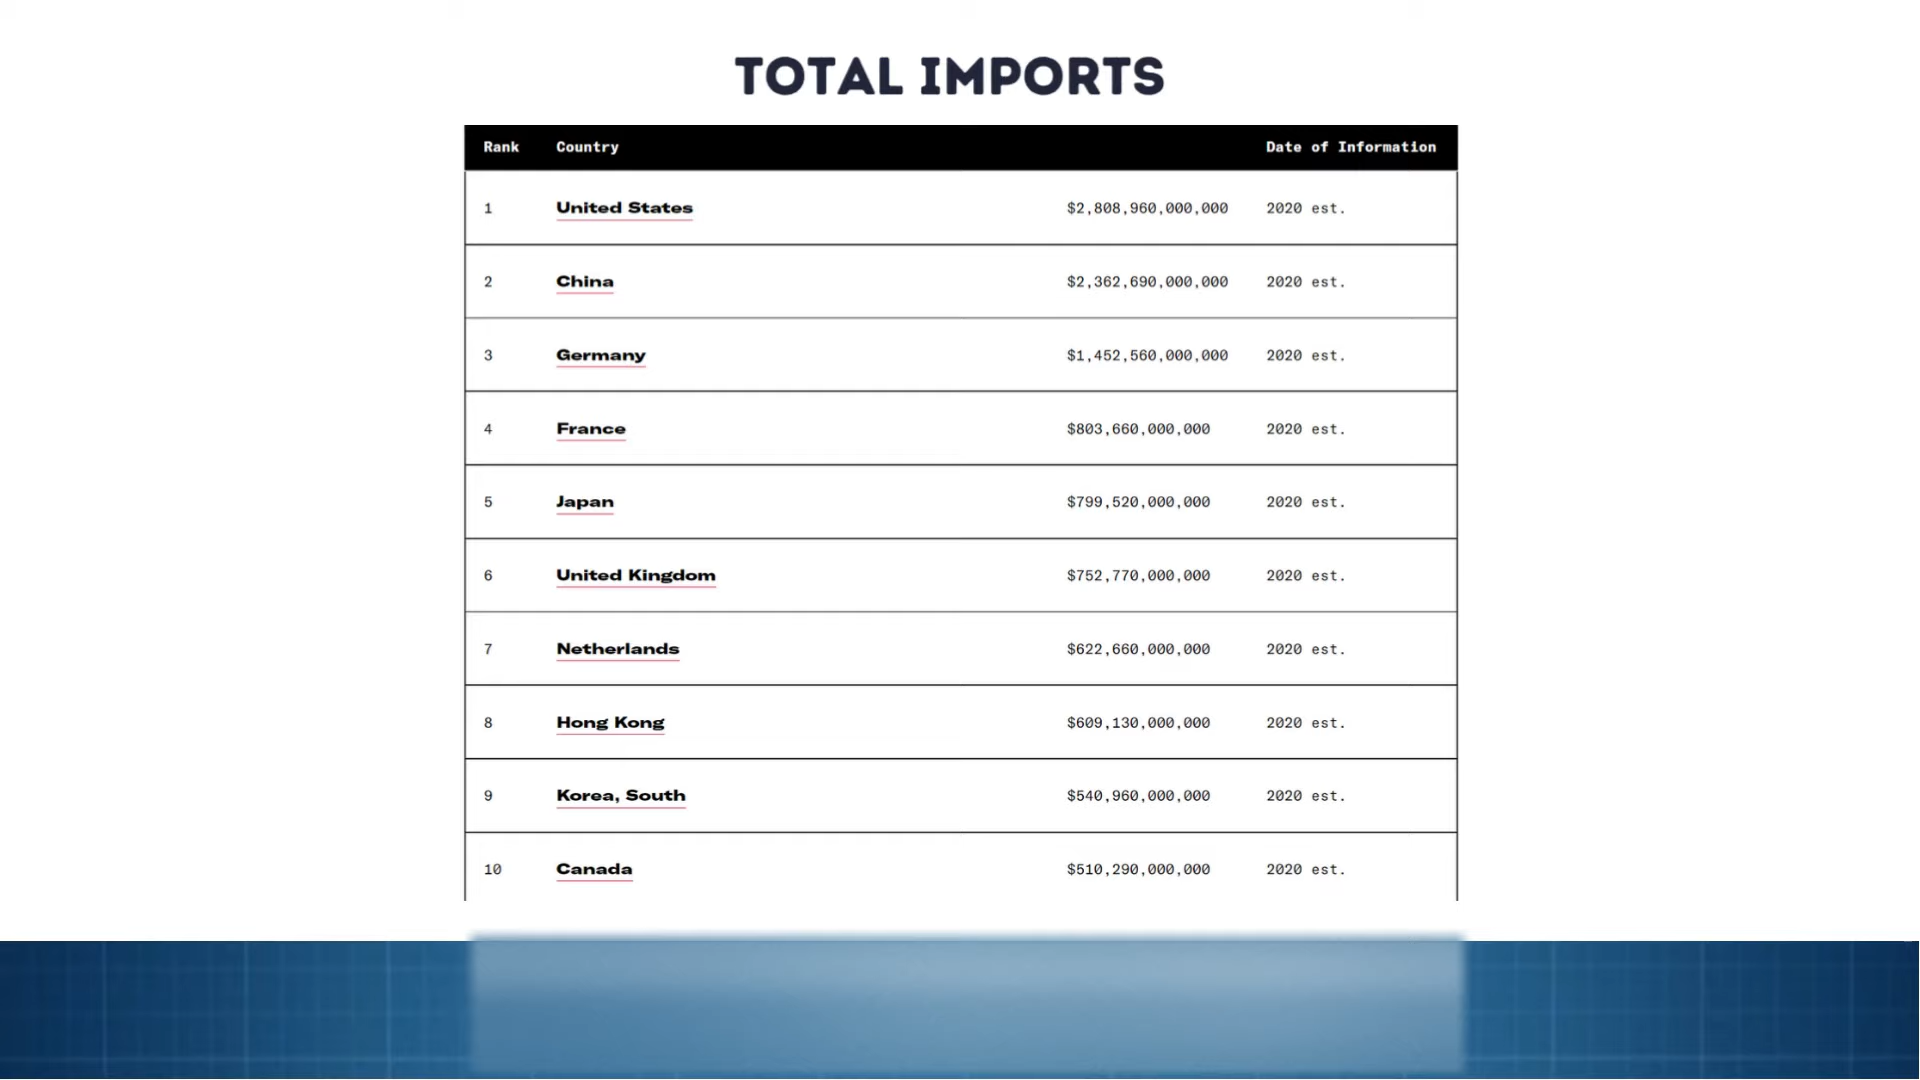 TOTAL IMPORTS
Rank Country Date of Information
1 United States $2,808,960,000,000 2020 est.
2 China $2,362,690,000,000 2020 est.
3 Germany $1,452,560,000,000 2020 est.
4 France $803,660,000,000 2020 est.
5 Japan $799,520,000,000 2020 est.
6 United Kingdom $752,770,000,000 2020 est.
7 Netherlands $622,660,000,000 2020 est.
8 Hong Kong $609,130,000,000 2020 est.
9 Korea, South $540,960,000,000 2020 est.
10 Canada $510,290,000,000 2020 est.